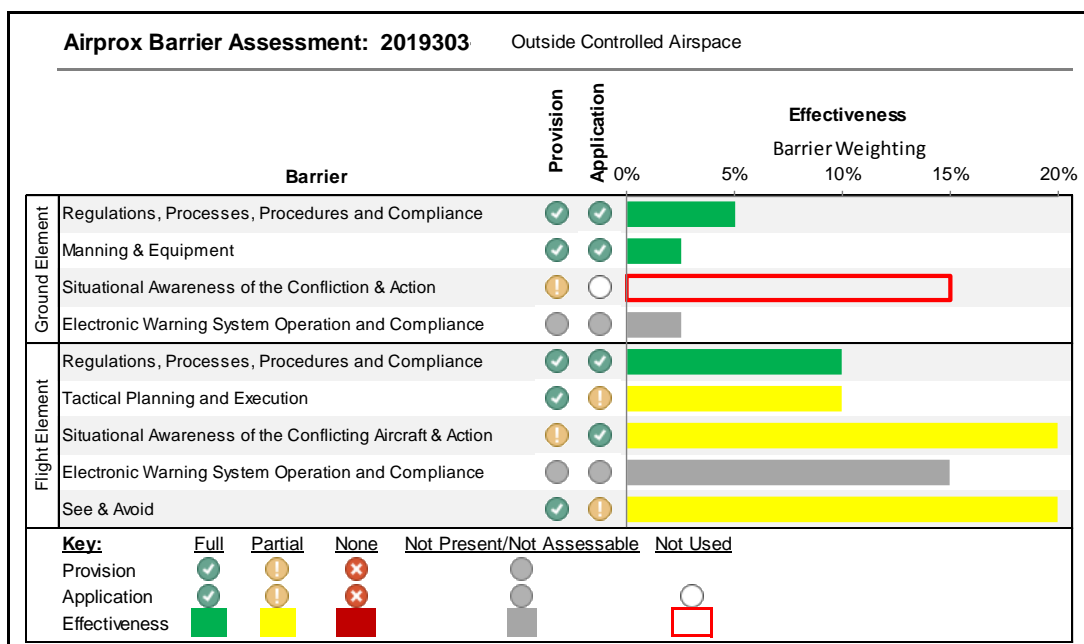 Airprox Barrier Assessment: 2019303 Outside Controlled Airspace
Provision
Application
Effectiveness
Barrier Weighting
Barrier
0% 5% 10% 15% 20%
Ground Element
Regulations, Processes, Procedures and Compliance
Manning & Equipment
Situational Awareness of the Confliction & Action
Electronic Warning System Operation and Compliance
Flight Element
Regulations, Processes, Procedures and Compliance
Tactical Planning and Execution
Situational Awareness of the Conflicting Aircraft & Action
Electronic Warning System Operation and Compliance
See & Avoid
Key: Full Partial None Not Present/Not Assessable Not Used
Provision
Application
Effectiveness